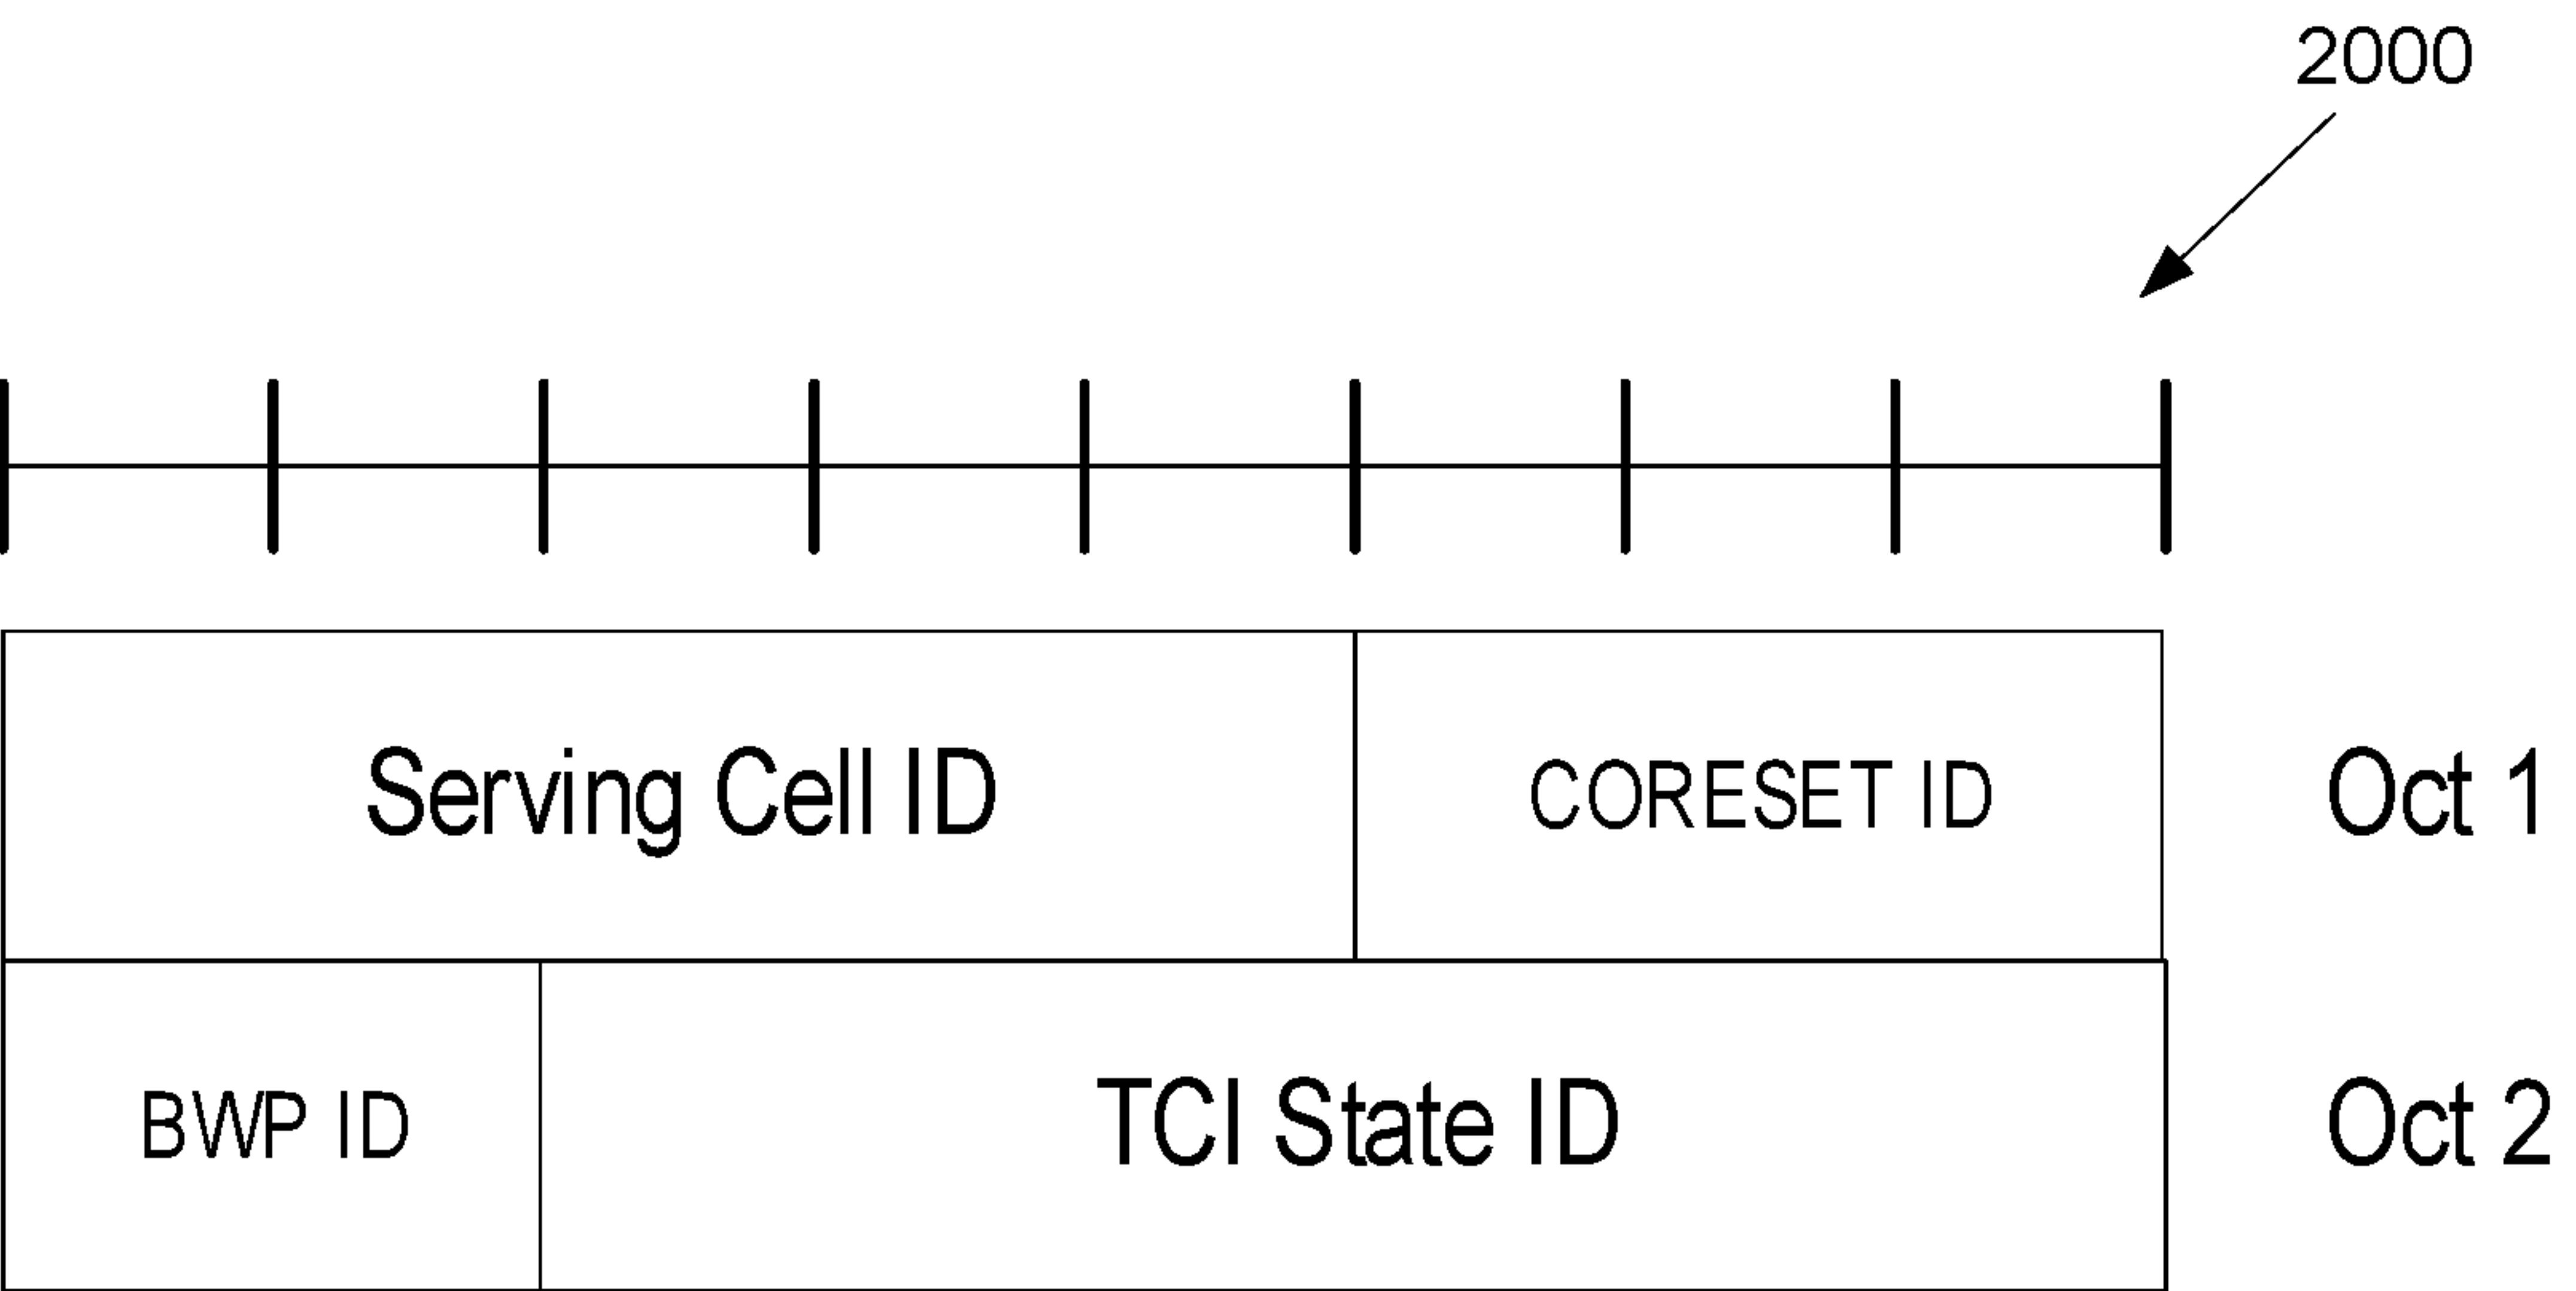 2000
Serving Cell ID CORESET ID Oct 1
BWP ID TCI State ID Oct 2